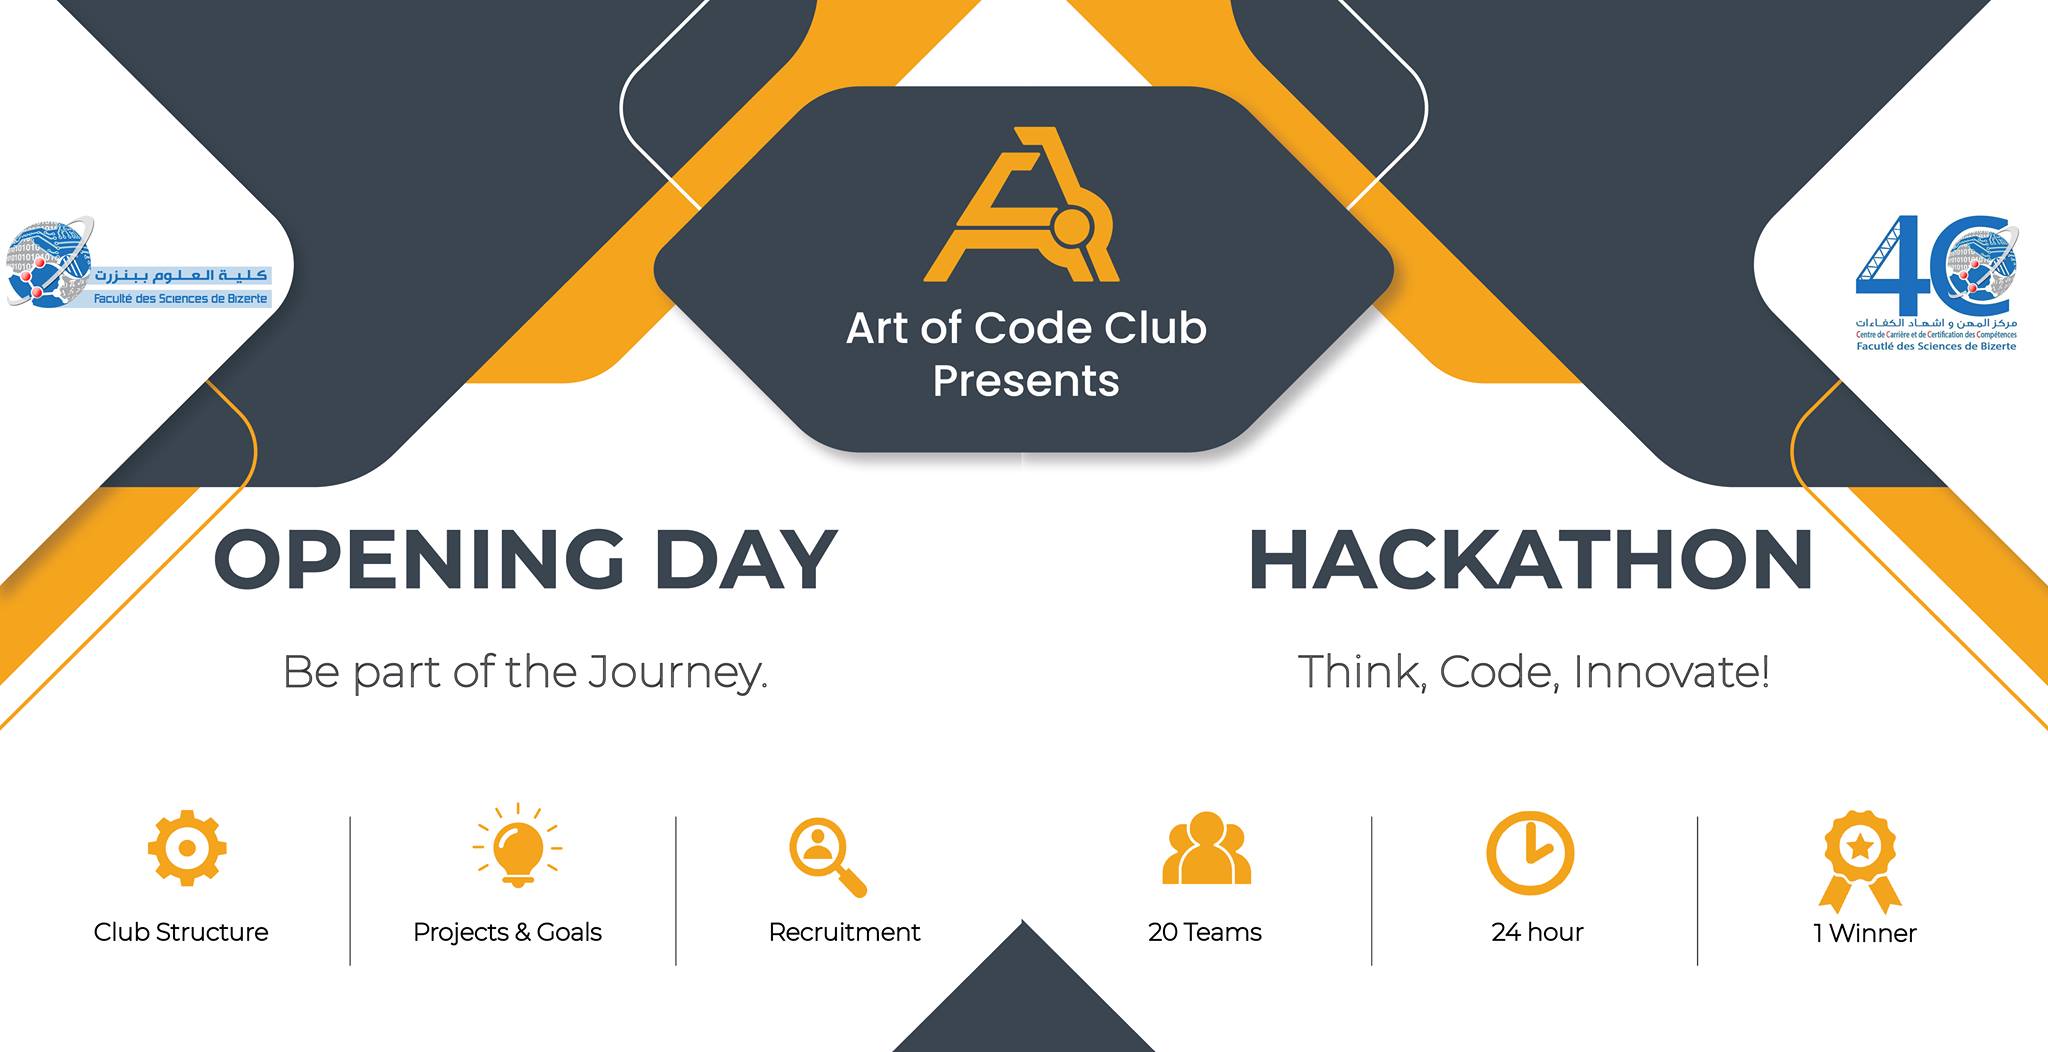 كلية العلوم ببنزرت
Faculté des Sciences de Bizerte
Art of Code Club
Presents
4C
مركز المهن و اشهاد الكفاءات
Centre de Carrière et de Certification des Compétences
Facutlé des Sciences de Bizerte
OPENING DAY
Be part of the Journey.
Club Structure
Projects & Goals
Recruitment
HACKATHON
Think, Code, Innovate!
20 Teams
24 hour
1 Winner